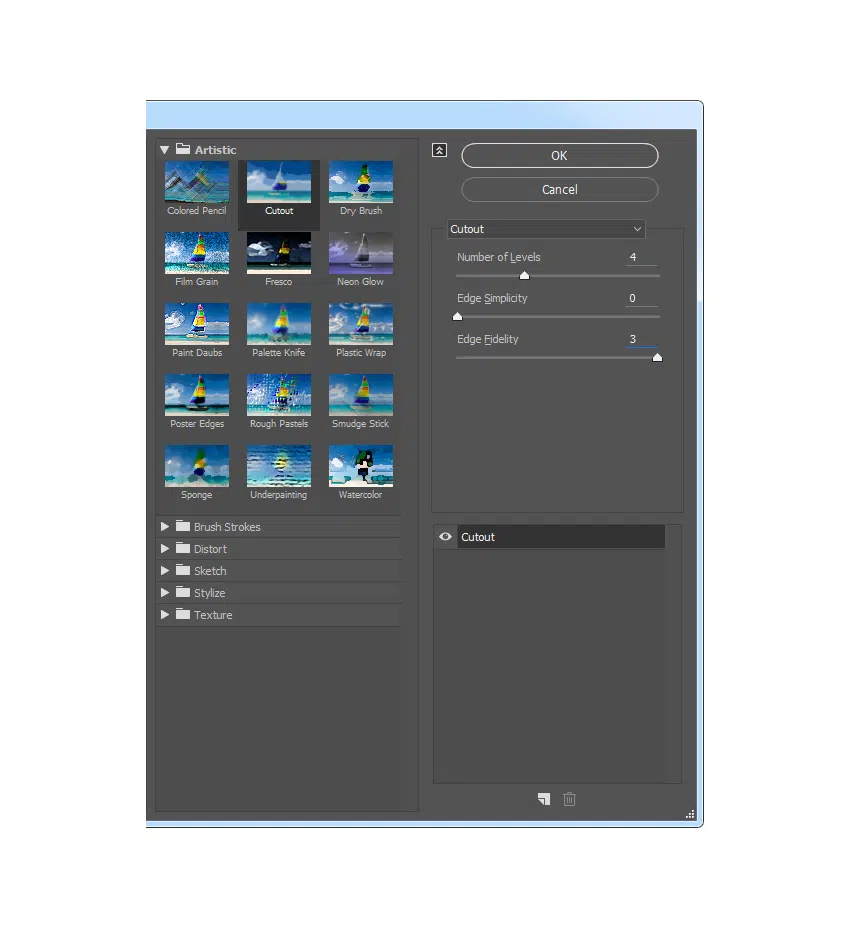 Artistic
Colored Pencil
Cutout
Dry Brush
Film Grain
Fresco
Neon Glow
Paint Daubs
Palette Knife
Plastic Wrap
Poster Edges
Rough Pastels
Smudge Stick
Sponge
Underpainting
Watercolor
Brush Strokes
Distort
Sketch
Stylize
Texture
OK
Cancel
Cutout
Number of Levels 4
Edge Simplicity 0
Edge Fidelity 3
Cutout